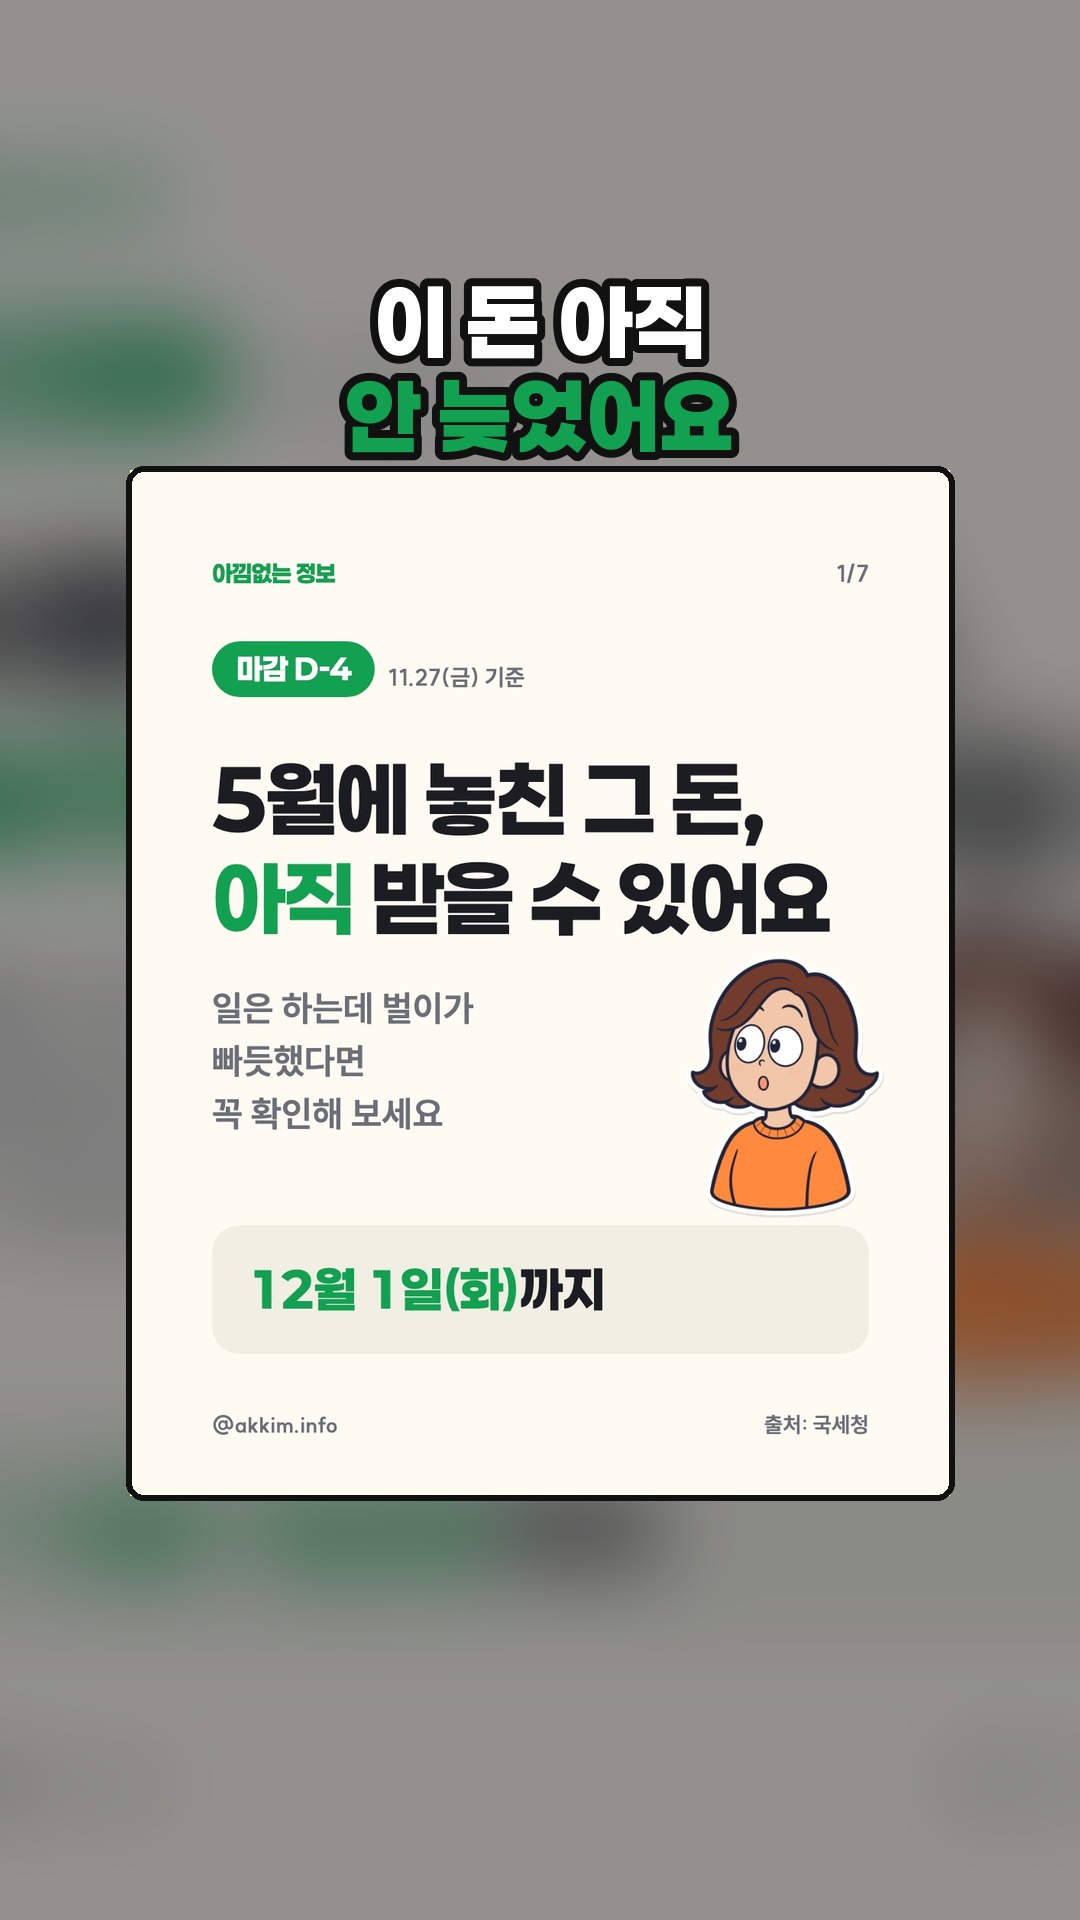 이 돈 아직
안 늦었어요
아낌없는 정보
1/7
마감 D-4
11.27(금) 기준
5월에 놓친 그 돈,
아직 받을 수 있어요
일은 하는데 벌이가
빠듯했다면
꼭 확인해 보세요
12월 1일(화)까지
@akkim.info
출처: 국세청